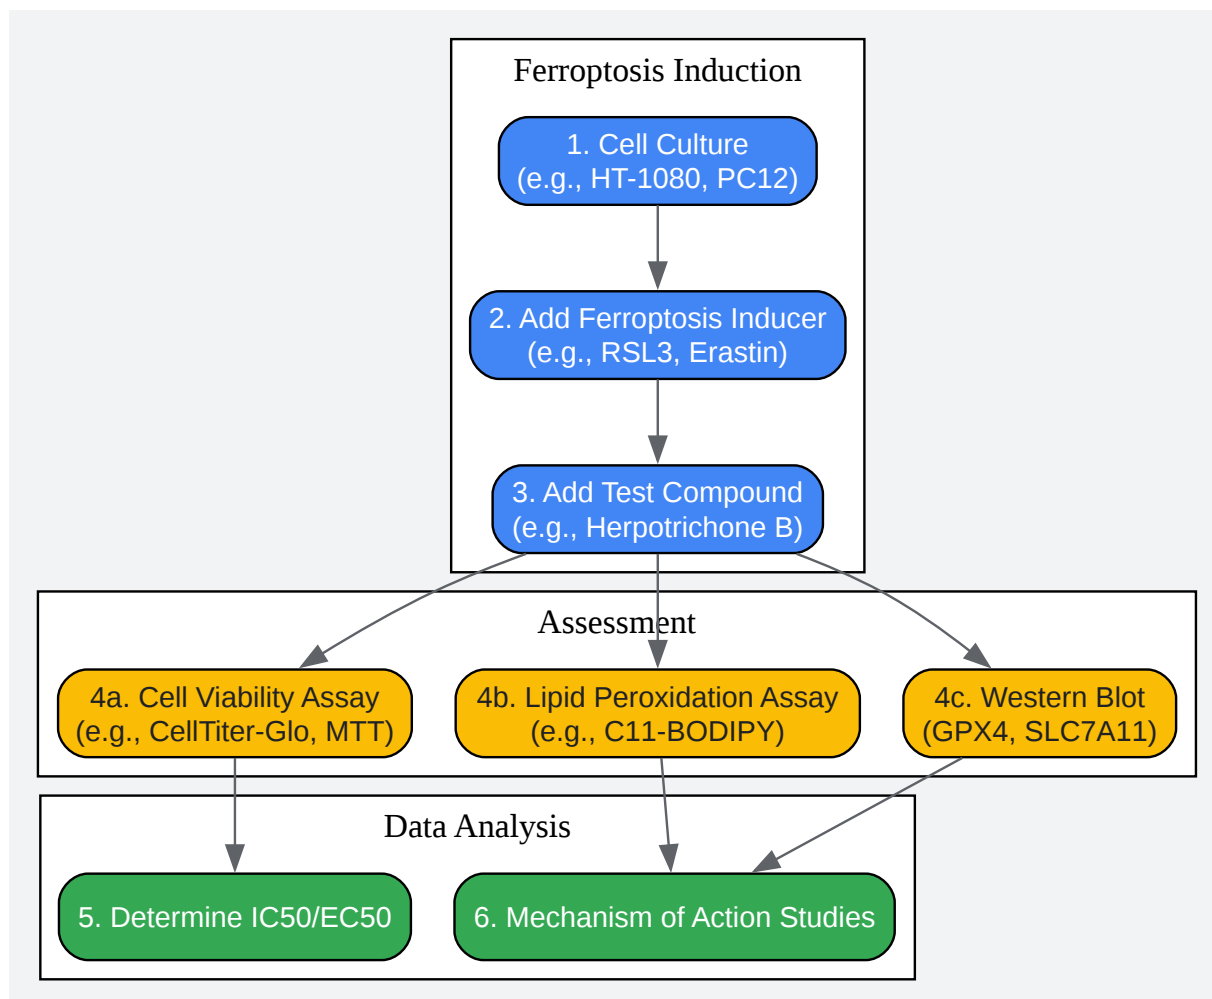 Ferroptosis Induction
1. Cell Culture
(e.g., HT-1080, PC12)
2. Add Ferroptosis Inducer
(e.g., RSL3, Erastin)
3. Add Test Compound
(e.g., Herpotrichone B)
Assessment
4a. Cell Viability Assay
(e.g., CellTiter-Glo, MTT)
4b. Lipid Peroxidation Assay
(e.g., C11-BODIPY)
4c. Western Blot
(GPX4, SLC7A11)
Data Analysis
5. Determine IC50/EC50
6. Mechanism of Action Studies